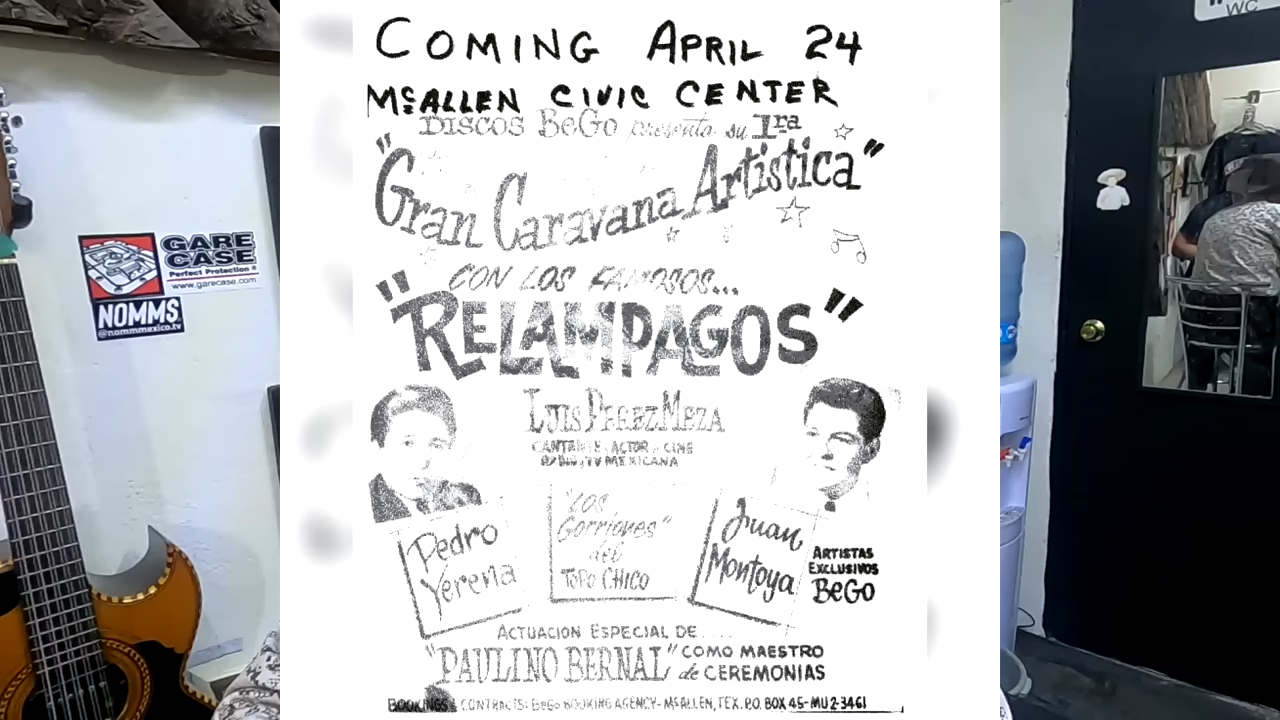 COMING APRIL 24
McALLEN CIVIC CENTER
DISCOS BeGo presenta su 1ra
"Gran Caravana Artistica"
CON LOS FAMOSOS...
"RELAMPAGOS"
LUIS PEREZ MEZA
CANTANTE, ACTOR de CINE
RADIO y TV MEXICANA
Pedro
Yerena
"Los
Gorriones"
del
TOPO CHICO
Juan
Montoya
ARTISTAS
EXCLUSIVOS
BeGo
ACTUACION ESPECIAL DE....
"PAULINO BERNAL" COMO MAESTRO
de CEREMONIAS
BOOKINGS & CONTRACTS: BeGo BOOKING AGENCY - McALLEN, TEX. P.O. BOX 45 - MU 2-3461
GARE
CASE
Perfect Protection ®
www.garecase.com
NOMMS
@nommmexico.tv
WC